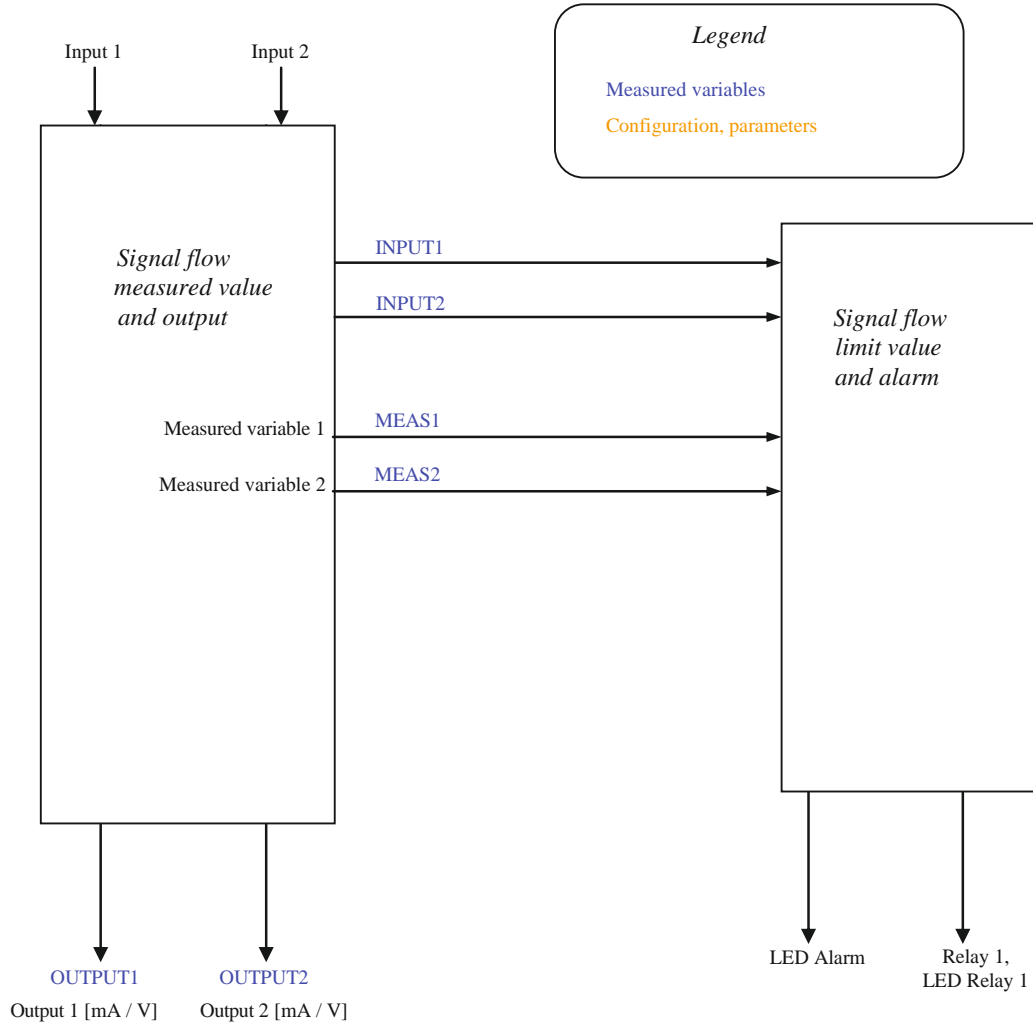 Legend
Measured variables
Configuration, parameters
Input 1
Input 2
Signal flow
measured value
and output
INPUT1
INPUT2
Signal flow
limit value
and alarm
Measured variable 1
MEAS1
Measured variable 2
MEAS2
OUTPUT1
Output 1 [mA / V]
OUTPUT2
Output 2 [mA / V]
LED Alarm
Relay 1,
LED Relay 1